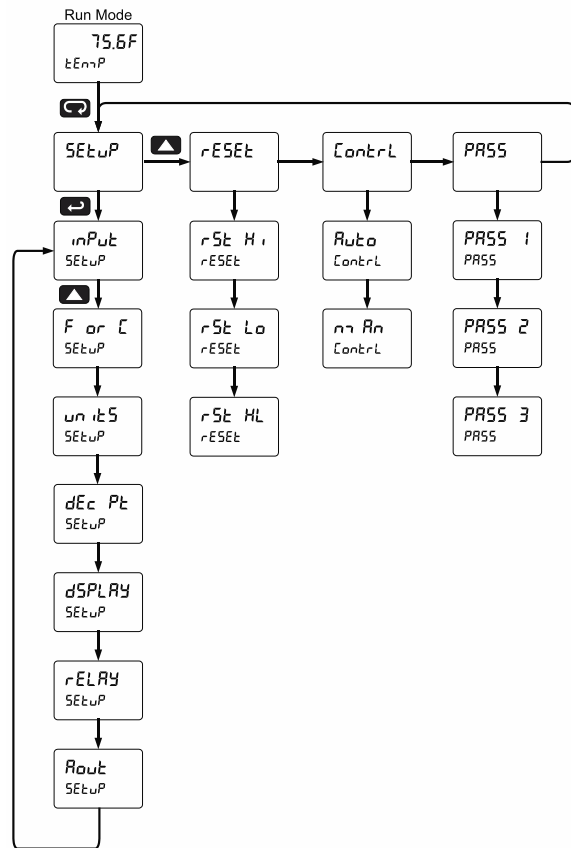 Run Mode
75.6F
tEmP
SEtuP
rESEt
ContrL
PASS
inPut
SEtuP
rSt Hi
rESEt
Auto
ContrL
PASS 1
PASS
F or C
SEtuP
rSt Lo
rESEt
mAn
ContrL
PASS 2
PASS
unitS
SEtuP
rSt HL
rESEt
PASS 3
PASS
dEc Pt
SEtuP
dSPLAY
SEtuP
rELAY
SEtuP
Aout
SEtuP